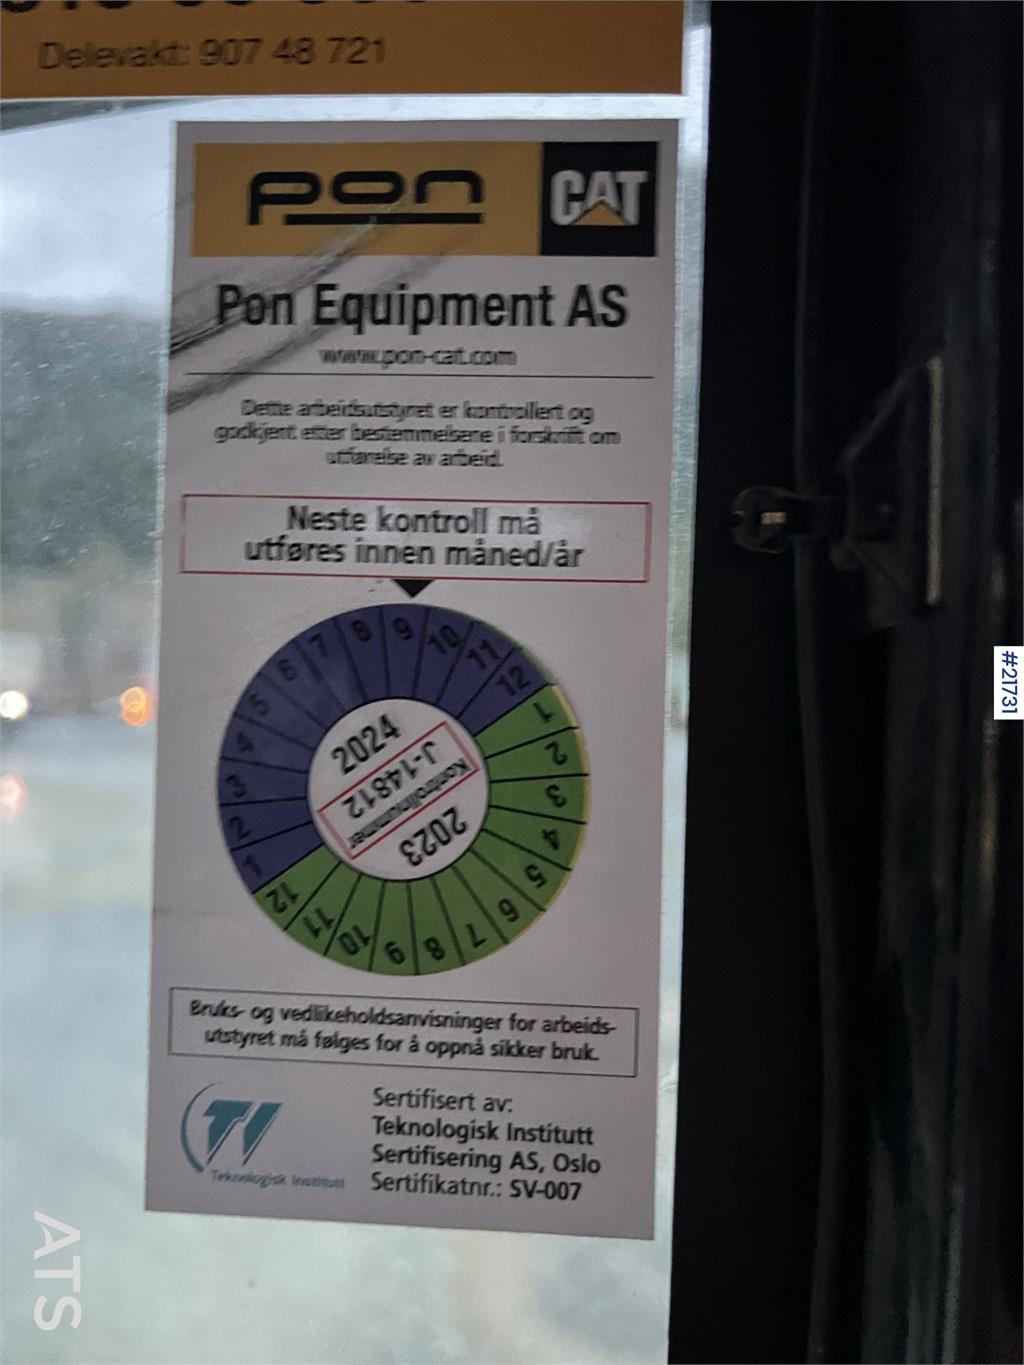 Delevakt: 907 48 721
pon CAT
Pon Equipment AS
www.pon-cat.com
Dette arbeidsutstyret er kontrollert og
godkjent etter bestemmelsene i forskrift om
utførelse av arbeid.
Neste kontroll må
utføres innen måned/år
1 2 3 4 5 6 7 8 9 10 11 12
2024
Kontrollnummer
J-14812
2023
1 2 3 4 5 6 7 8 9 10 11 12
Bruks- og vedlikeholdsanvisninger for arbeids-
utstyret må følges for å oppnå sikker bruk.
TI
Teknologisk Institutt
Sertifisert av:
Teknologisk Institutt
Sertifisering AS, Oslo
Sertifikatnr.: SV-007
#21731
ATS